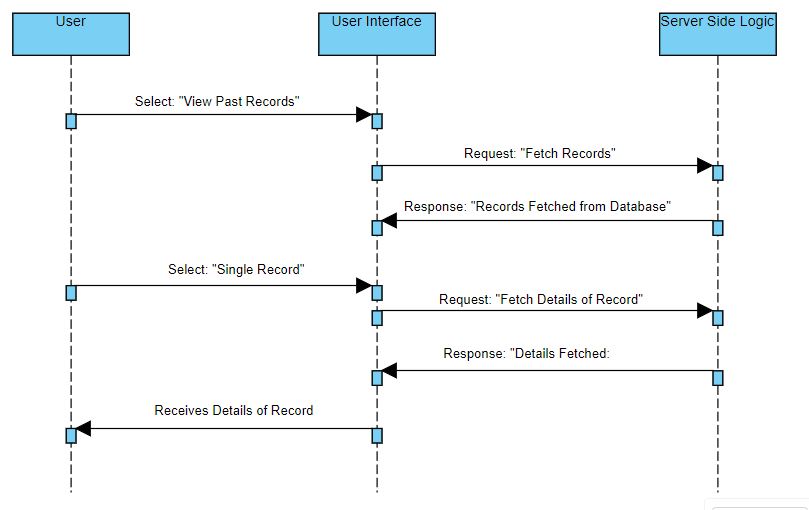 User
User Interface
Server Side Logic
Select: "View Past Records"
Request: "Fetch Records"
Response: "Records Fetched from Database"
Select: "Single Record"
Request: "Fetch Details of Record"
Response: "Details Fetched:
Receives Details of Record